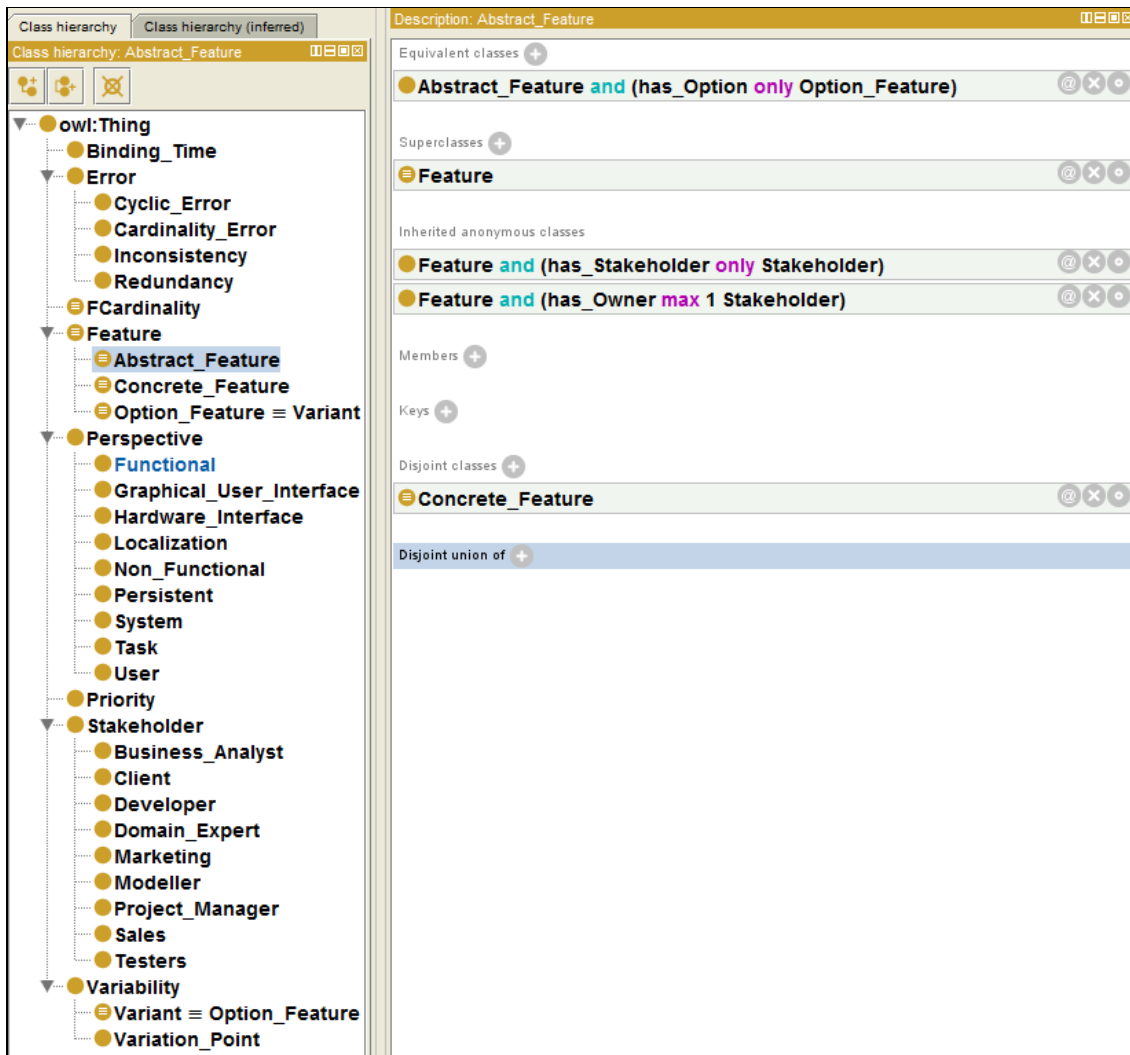 Class hierarchy
Class hierarchy (inferred)
Class hierarchy: Abstract_Feature
owl:Thing
Binding_Time
Error
Cyclic_Error
Cardinality_Error
Inconsistency
Redundancy
FCardinality
Feature
Abstract_Feature
Concrete_Feature
Option_Feature ≡ Variant
Perspective
Functional
Graphical_User_Interface
Hardware_Interface
Localization
Non_Functional
Persistent
System
Task
User
Priority
Stakeholder
Business_Analyst
Client
Developer
Domain_Expert
Marketing
Modeller
Project_Manager
Sales
Testers
Variability
Variant ≡ Option_Feature
Variation_Point
Description: Abstract_Feature
Equivalent classes
Abstract_Feature and (has_Option only Option_Feature)
Superclasses
Feature
Inherited anonymous classes
Feature and (has_Stakeholder only Stakeholder)
Feature and (has_Owner max 1 Stakeholder)
Members
Keys
Disjoint classes
Concrete_Feature
Disjoint union of